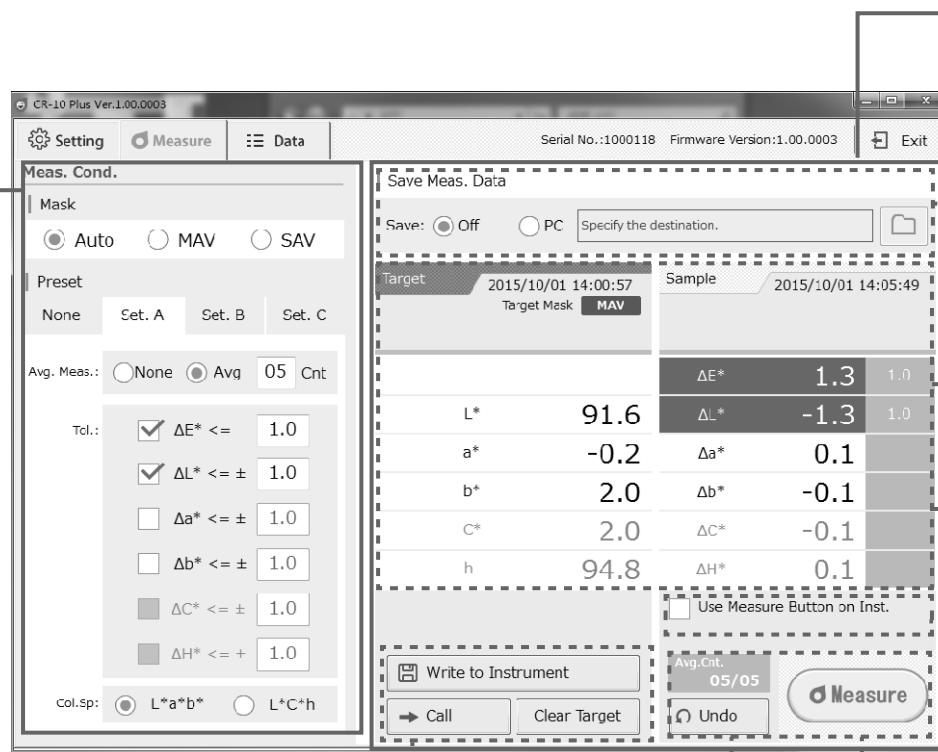 CR-10 Plus Ver.1.00.0003
Setting Measure Data Serial No.:1000118 Firmware Version:1.00.0003 Exit
Meas. Cond.
Mask
Auto MAV SAV
Preset
None Set. A Set. B Set. C
Avg. Meas.: None Avg 05 Cnt
Tol.: ΔE* <= 1.0
ΔL* <= ± 1.0
Δa* <= ± 1.0
Δb* <= ± 1.0
ΔC* <= ± 1.0
ΔH* <= + 1.0
Col.Sp: L*a*b* L*C*h
Save Meas. Data
Save: Off PC Specify the destination.
Target 2015/10/01 14:00:57
Target Mask MAV
L* 91.6
a* -0.2
b* 2.0
C* 2.0
h 94.8
Sample 2015/10/01 14:05:49
ΔE* 1.3 1.0
ΔL* -1.3 1.0
Δa* 0.1
Δb* -0.1
ΔC* -0.1
ΔH* 0.1
Use Measure Button on Inst.
Write to Instrument
Call Clear Target
Avg.Cnt.
05/05
Undo
Measure